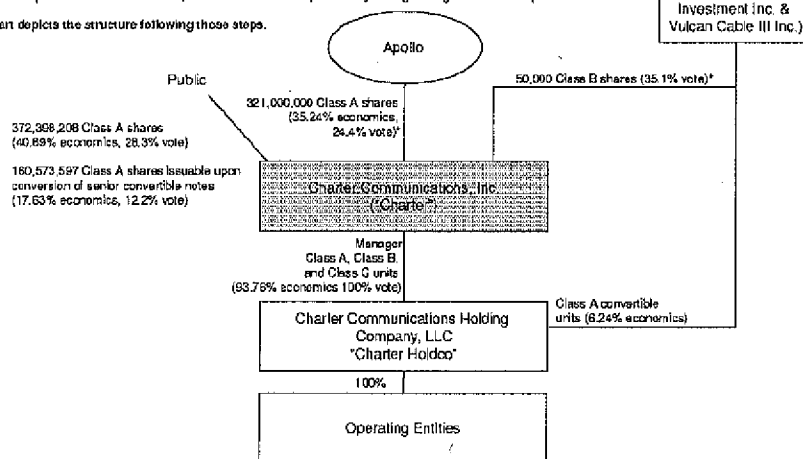 Investment Inc. &
Vulcan Cable III Inc.)
art depicts the structure following those steps.
Apollo
Public
50,000 Class B shares (35.1% vote)*
321,000,000 Class A shares
(35.24% economics,
24.4% vote)*
372,398,208 Class A shares
(40.89% economics, 28.3% vote)
160,573,597 Class A shares issuable upon
conversion of senior convertible notes
(17.63% economics, 12.2% vote)
Charter Communications, Inc.
("Charter")
Manager
Class A, Class B,
and Class C units
(93.76% economics 100% vote)
Charter Communications Holding
Company, LLC
"Charter Holdco"
Class A convertible
units (6.24% economics)
100%
Operating Entities